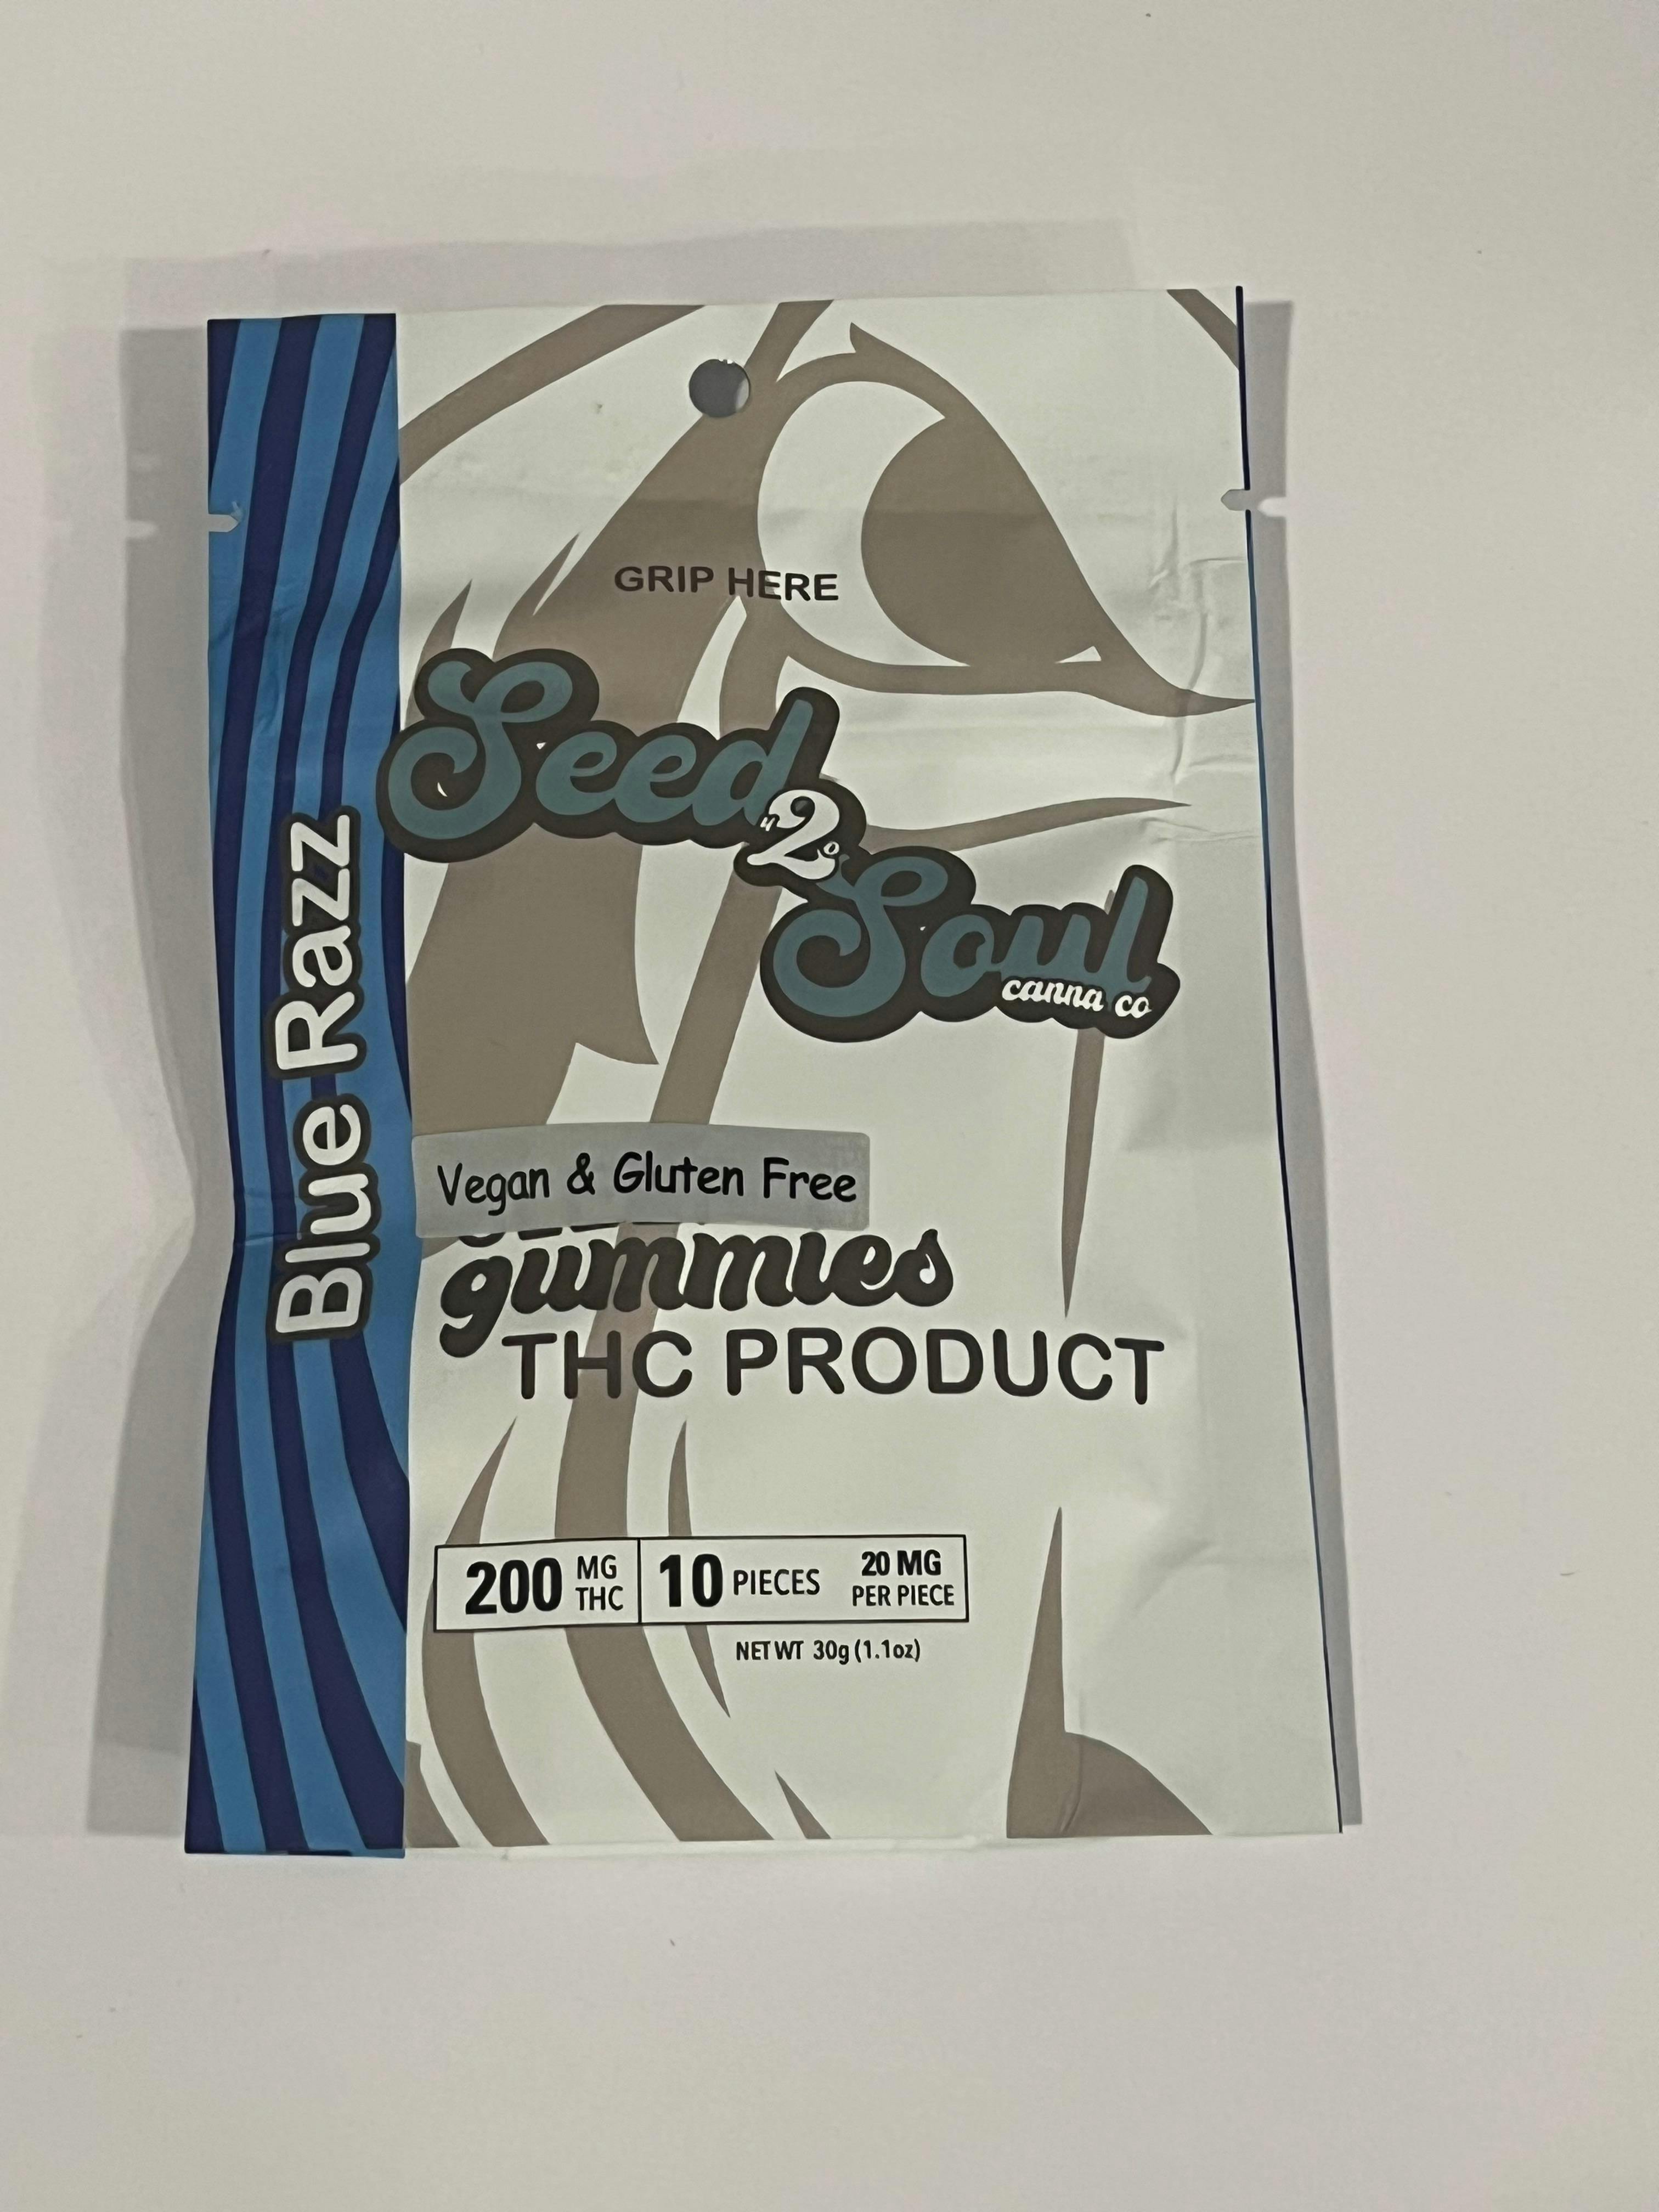 GRIP HERE
Seed
"2"
Soul
canna co
Blue Razz
Vegan & Gluten Free
gummies
THC PRODUCT
200 MG THC 10 PIECES 20 MG PER PIECE
NET WT 30g (1.1oz)